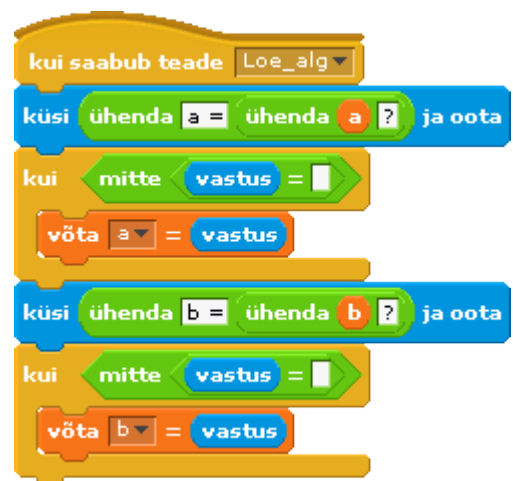 kui saabub teade Loe_alg
küsi ühenda a = ühenda a ? ja oota
kui mitte vastus =
võta a = vastus
küsi ühenda b = ühenda b ? ja oota
kui mitte vastus =
võta b = vastus